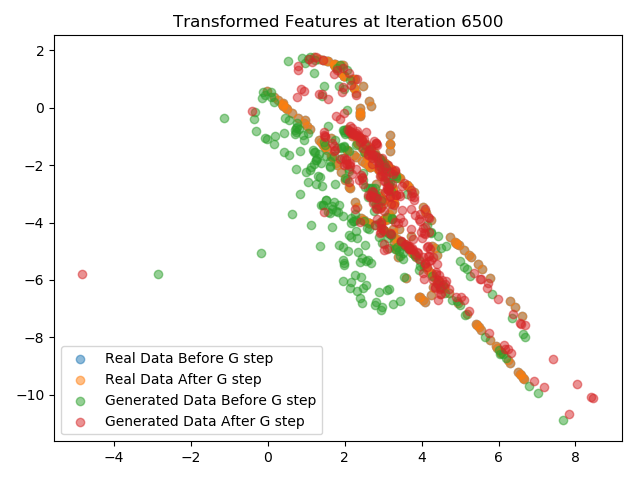 Transformed Features at Iteration 6500
2
0
−2
−4
−6
−8
−10
Real Data Before G step
Real Data After G step
Generated Data Before G step
Generated Data After G step
−4
−2
0
2
4
6
8